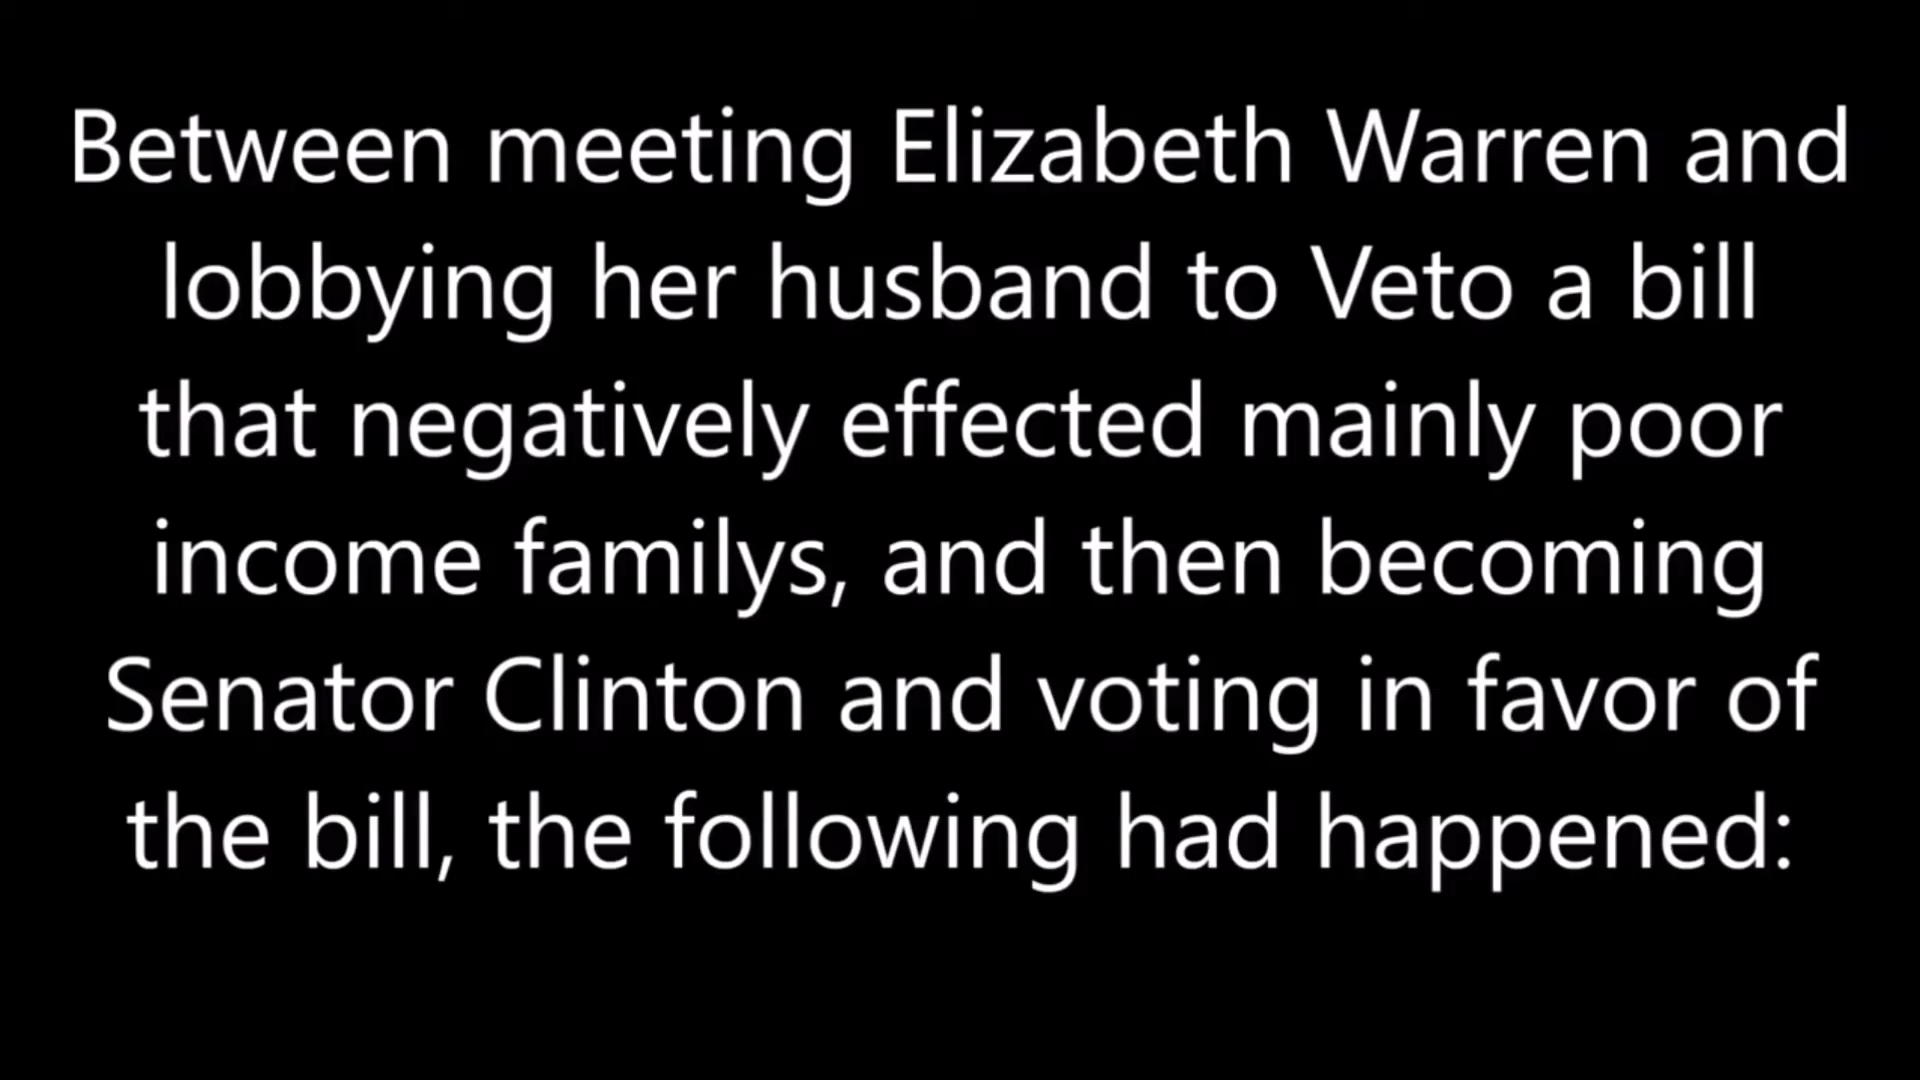 Between meeting Elizabeth Warren and
lobbying her husband to Veto a bill
that negatively effected mainly poor
income familys, and then becoming
Senator Clinton and voting in favor of
the bill, the following had happened: